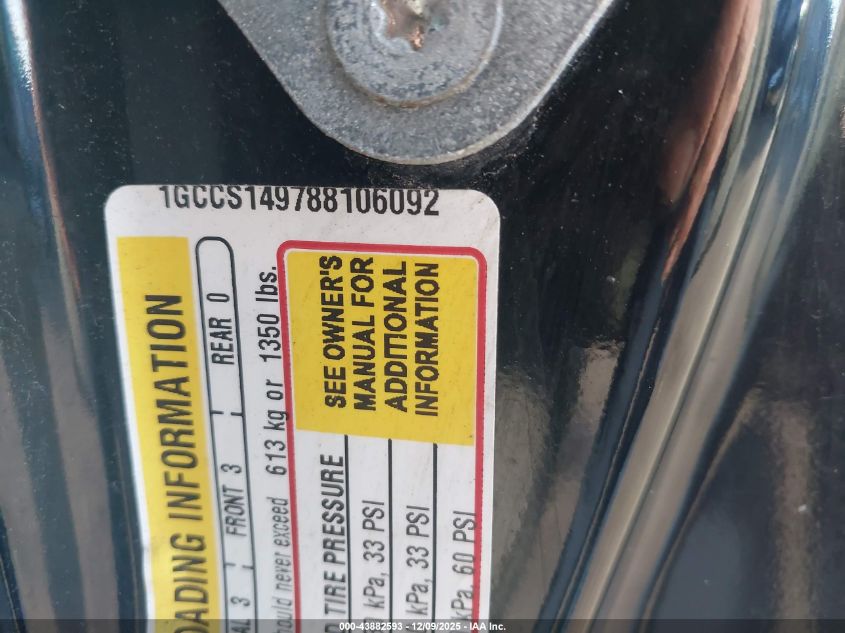 1GCCS149788106092
OADING INFORMATION
AL 3 FRONT 3 REAR 0
hould never exceed 613 kg or 1350 lbs.
SEE OWNER'S
MANUAL FOR
ADDITIONAL
INFORMATION
D TIRE PRESSURE
kPa, 33 PSI
kPa, 33 PSI
kPa, 60 PSI
000-43882593 - 12/09/2025 - IAA Inc.